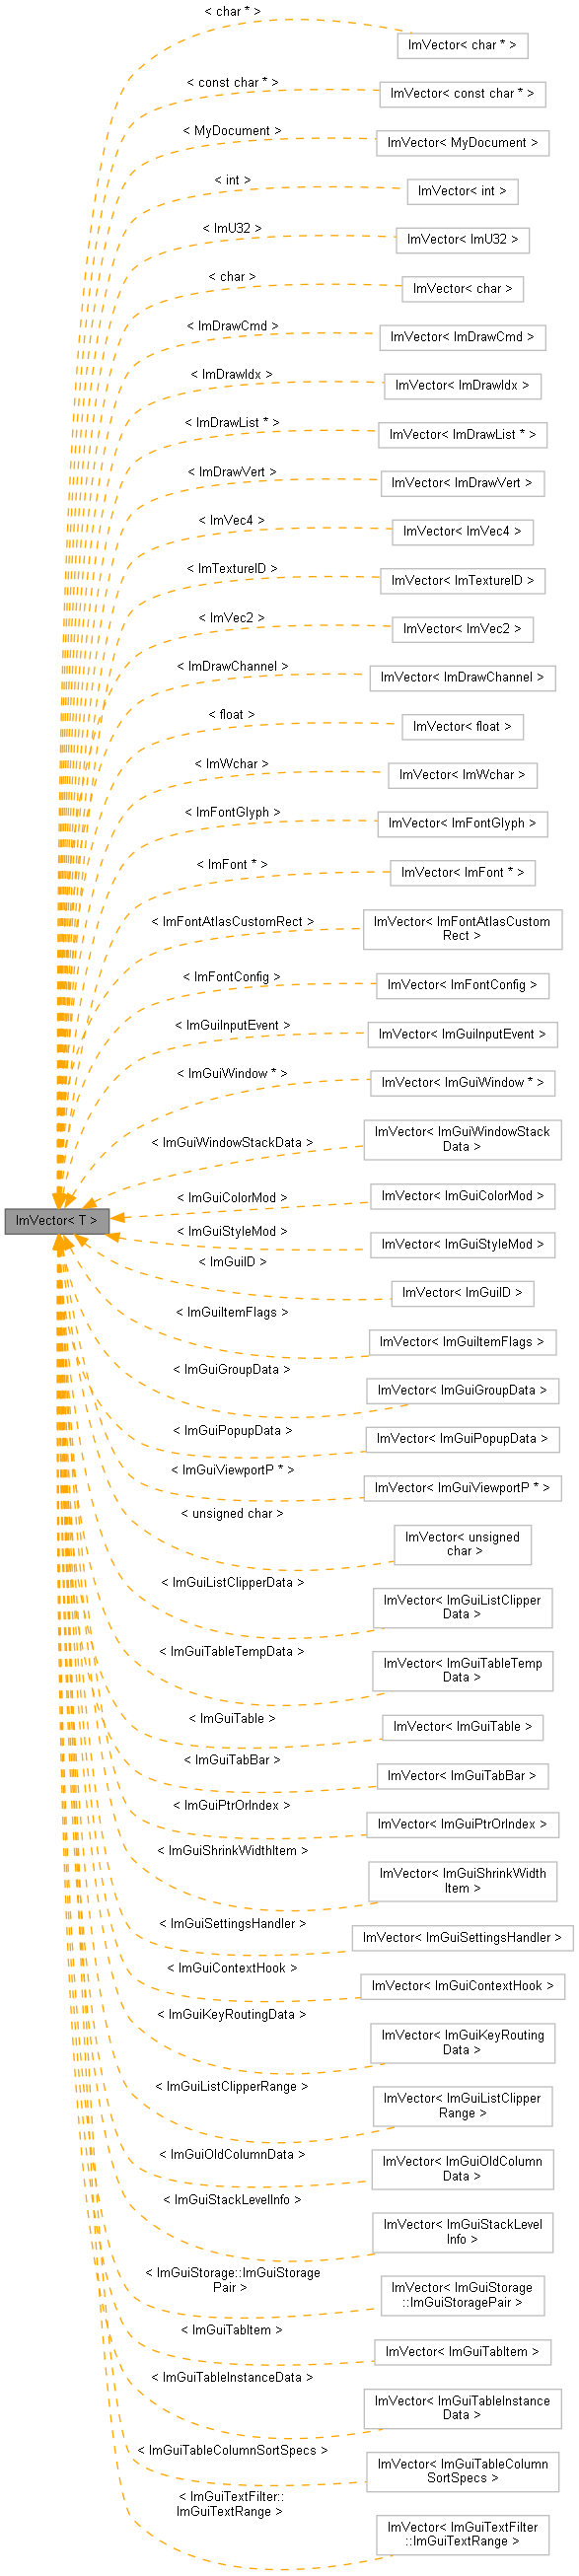 < char * >
ImVector< char * >
< const char * >
ImVector< const char * >
< MyDocument >
ImVector< MyDocument >
< int >
ImVector< int >
< ImU32 >
ImVector< ImU32 >
< char >
ImVector< char >
< ImDrawCmd >
ImVector< ImDrawCmd >
< ImDrawIdx >
ImVector< ImDrawIdx >
< ImDrawList * >
ImVector< ImDrawList * >
< ImDrawVert >
ImVector< ImDrawVert >
< ImVec4 >
ImVector< ImVec4 >
< ImTextureID >
ImVector< ImTextureID >
< ImVec2 >
ImVector< ImVec2 >
< ImDrawChannel >
ImVector< ImDrawChannel >
< float >
ImVector< float >
< ImWchar >
ImVector< ImWchar >
< ImFontGlyph >
ImVector< ImFontGlyph >
< ImFont * >
ImVector< ImFont * >
< ImFontAtlasCustomRect >
ImVector< ImFontAtlasCustom
Rect >
< ImFontConfig >
ImVector< ImFontConfig >
< ImGuiInputEvent >
ImVector< ImGuiInputEvent >
< ImGuiWindow * >
ImVector< ImGuiWindow * >
< ImGuiWindowStackData >
ImVector< ImGuiWindowStack
Data >
< ImGuiColorMod >
ImVector< ImGuiColorMod >
ImVector< T >
< ImGuiStyleMod >
ImVector< ImGuiStyleMod >
< ImGuiID >
ImVector< ImGuiID >
< ImGuiItemFlags >
ImVector< ImGuiItemFlags >
< ImGuiGroupData >
ImVector< ImGuiGroupData >
< ImGuiPopupData >
ImVector< ImGuiPopupData >
< ImGuiViewportP * >
ImVector< ImGuiViewportP * >
< unsigned char >
ImVector< unsigned
char >
< ImGuiListClipperData >
ImVector< ImGuiListClipper
Data >
< ImGuiTableTempData >
ImVector< ImGuiTableTemp
Data >
< ImGuiTable >
ImVector< ImGuiTable >
< ImGuiTabBar >
ImVector< ImGuiTabBar >
< ImGuiPtrOrIndex >
ImVector< ImGuiPtrOrIndex >
< ImGuiShrinkWidthItem >
ImVector< ImGuiShrinkWidth
Item >
< ImGuiSettingsHandler >
ImVector< ImGuiSettingsHandler >
< ImGuiContextHook >
ImVector< ImGuiContextHook >
< ImGuiKeyRoutingData >
ImVector< ImGuiKeyRouting
Data >
< ImGuiListClipperRange >
ImVector< ImGuiListClipper
Range >
< ImGuiOldColumnData >
ImVector< ImGuiOldColumn
Data >
< ImGuiStackLevelInfo >
ImVector< ImGuiStackLevel
Info >
< ImGuiStorage::ImGuiStorage
Pair >
ImVector< ImGuiStorage
::ImGuiStoragePair >
< ImGuiTabItem >
ImVector< ImGuiTabItem >
< ImGuiTableInstanceData >
ImVector< ImGuiTableInstance
Data >
< ImGuiTableColumnSortSpecs >
ImVector< ImGuiTableColumn
SortSpecs >
< ImGuiTextFilter::
ImGuiTextRange >
ImVector< ImGuiTextFilter
::ImGuiTextRange >